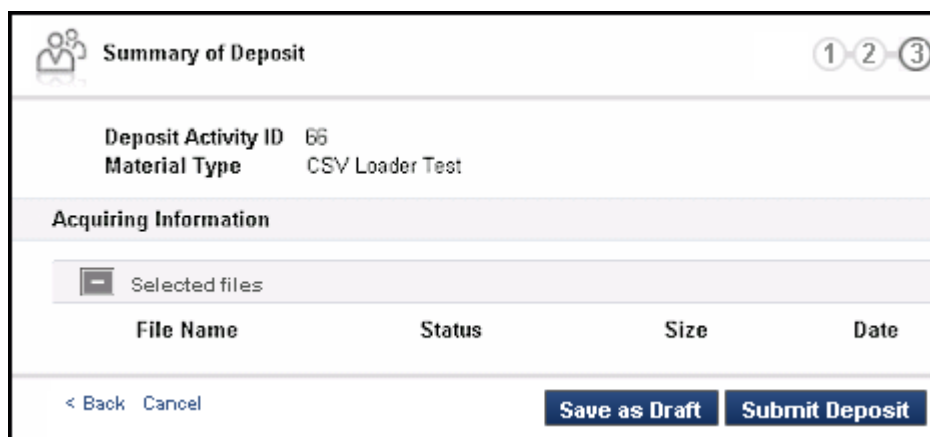 Summary of Deposit 1 2 3
Deposit Activity ID 66
Material Type CSV Loader Test
Acquiring Information
Selected files
File Name Status Size Date
< Back Cancel Save as Draft Submit Deposit